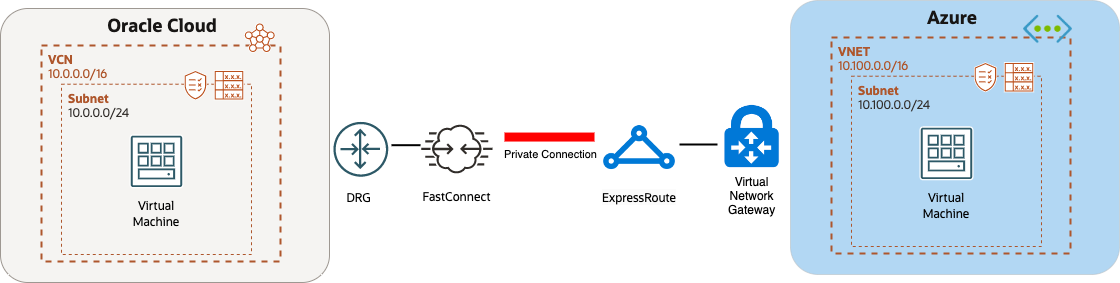 Oracle Cloud
VCN
10.0.0.0/16
X.X.X.
X.X.X.
X.X.X.
Subnet
10.0.0.0/24
Virtual
Machine
DRG
FastConnect
Private Connection
ExpressRoute
Virtual
Network
Gateway
Azure
VNET
10.100.0.0/16
X.X.X.
X.X.X.
X.X.X.
Subnet
10.100.0.0/24
Virtual
Machine